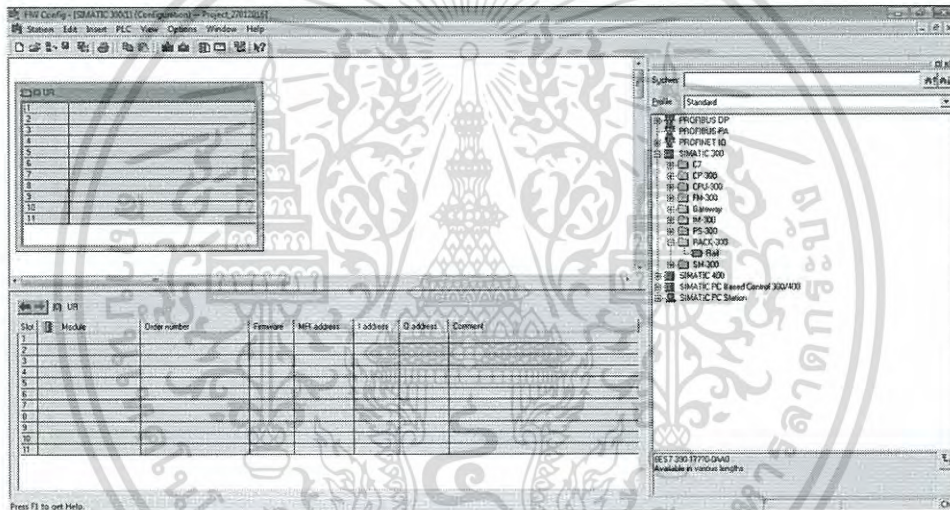 HW Config - [SIMATIC 300(1) (Configuration) -- Project_27012016]
Station Edit Insert PLC View Options Window Help
(0) UR
1
2
3
4
5
6
7
8
9
10
11
(0) UR
Slot Module Order number Firmware MPI address I address Q address Comment
1
2
3
4
5
6
7
8
9
10
11
Press F1 to get Help.
Profile Standard
PROFIBUS DP
PROFIBUS-PA
PROFINET IO
SIMATIC 300
C7
CP-300
CPU-300
FM-300
Gateway
IM-300
PS-300
RACK-300
Rail
SM-300
SIMATIC 400
SIMATIC PC Based Control 300/400
SIMATIC PC Station
6ES7 390-1???0-0AA0
Available in various lengths